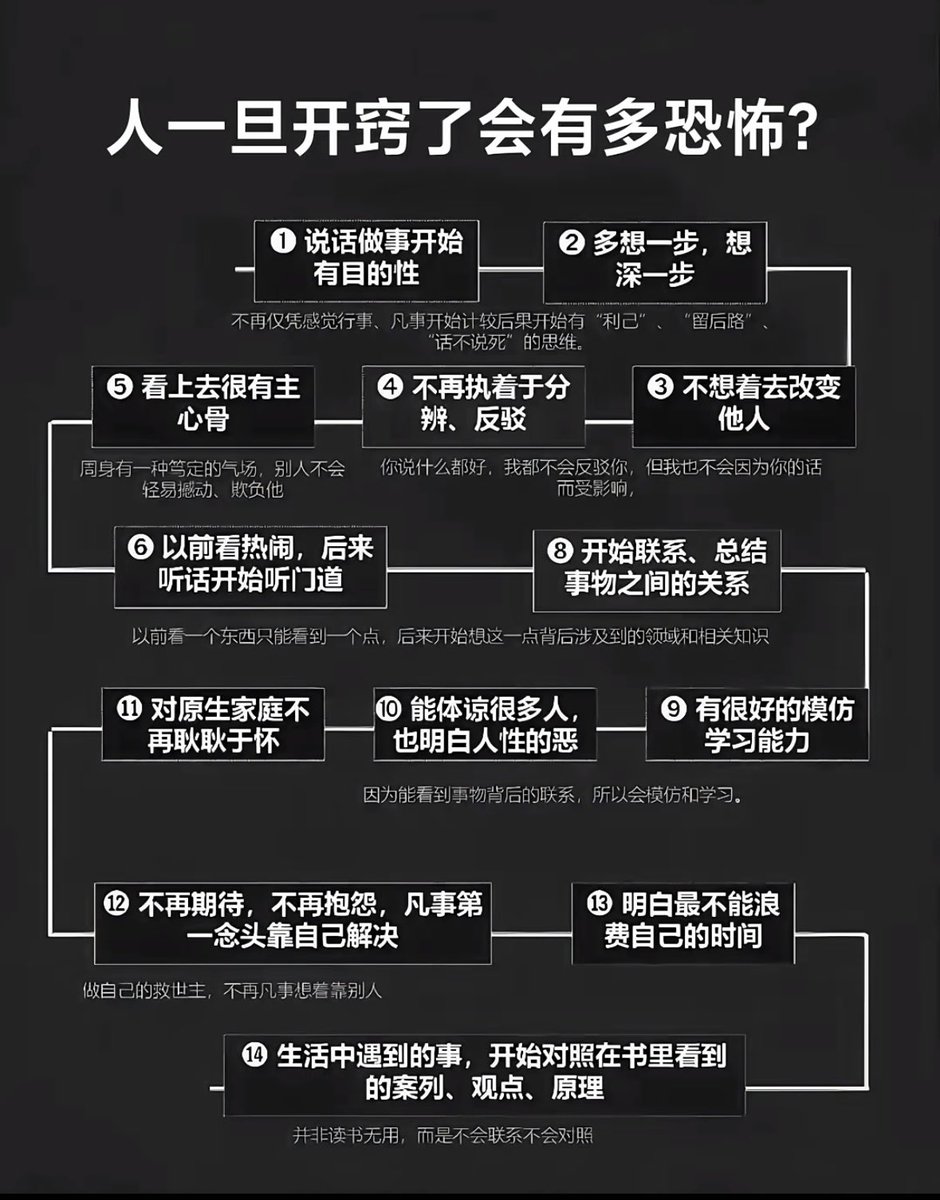 人一旦开窍了会有多恐怖?
❶ 说话做事开始
有目的性
❷ 多想一步，想
深一步
不再仅凭感觉行事、凡事开始计较后果开始有“利己”、“留后路”、
“话不说死”的思维。
❸ 不想着去改变
他人
❹ 不再执着于分
辨、反驳
你说什么都好，我都不会反驳你，但我也不会因为你的话
而受影响，
❺ 看上去很有主
心骨
周身有一种笃定的气场，别人不会
轻易撼动、欺负他
❻ 以前看热闹，后来
听话开始听门道
❽ 开始联系、总结
事物之间的关系
以前看一个东西只能看到一个点，后来开始想这一点背后涉及到的领域和相关知识
❾ 有很好的模仿
学习能力
❿ 能体谅很多人，
也明白人性的恶
因为能看到事物背后的联系，所以会模仿和学习。
⓫ 对原生家庭不
再耿耿于怀
⓬ 不再期待，不再抱怨，凡事第
一念头靠自己解决
做自己的救世主，不再凡事想着靠别人
⓭ 明白最不能浪
费自己的时间
⓮ 生活中遇到的事，开始对照在书里看到
的案列、观点、原理
并非读书无用，而是不会联系不会对照